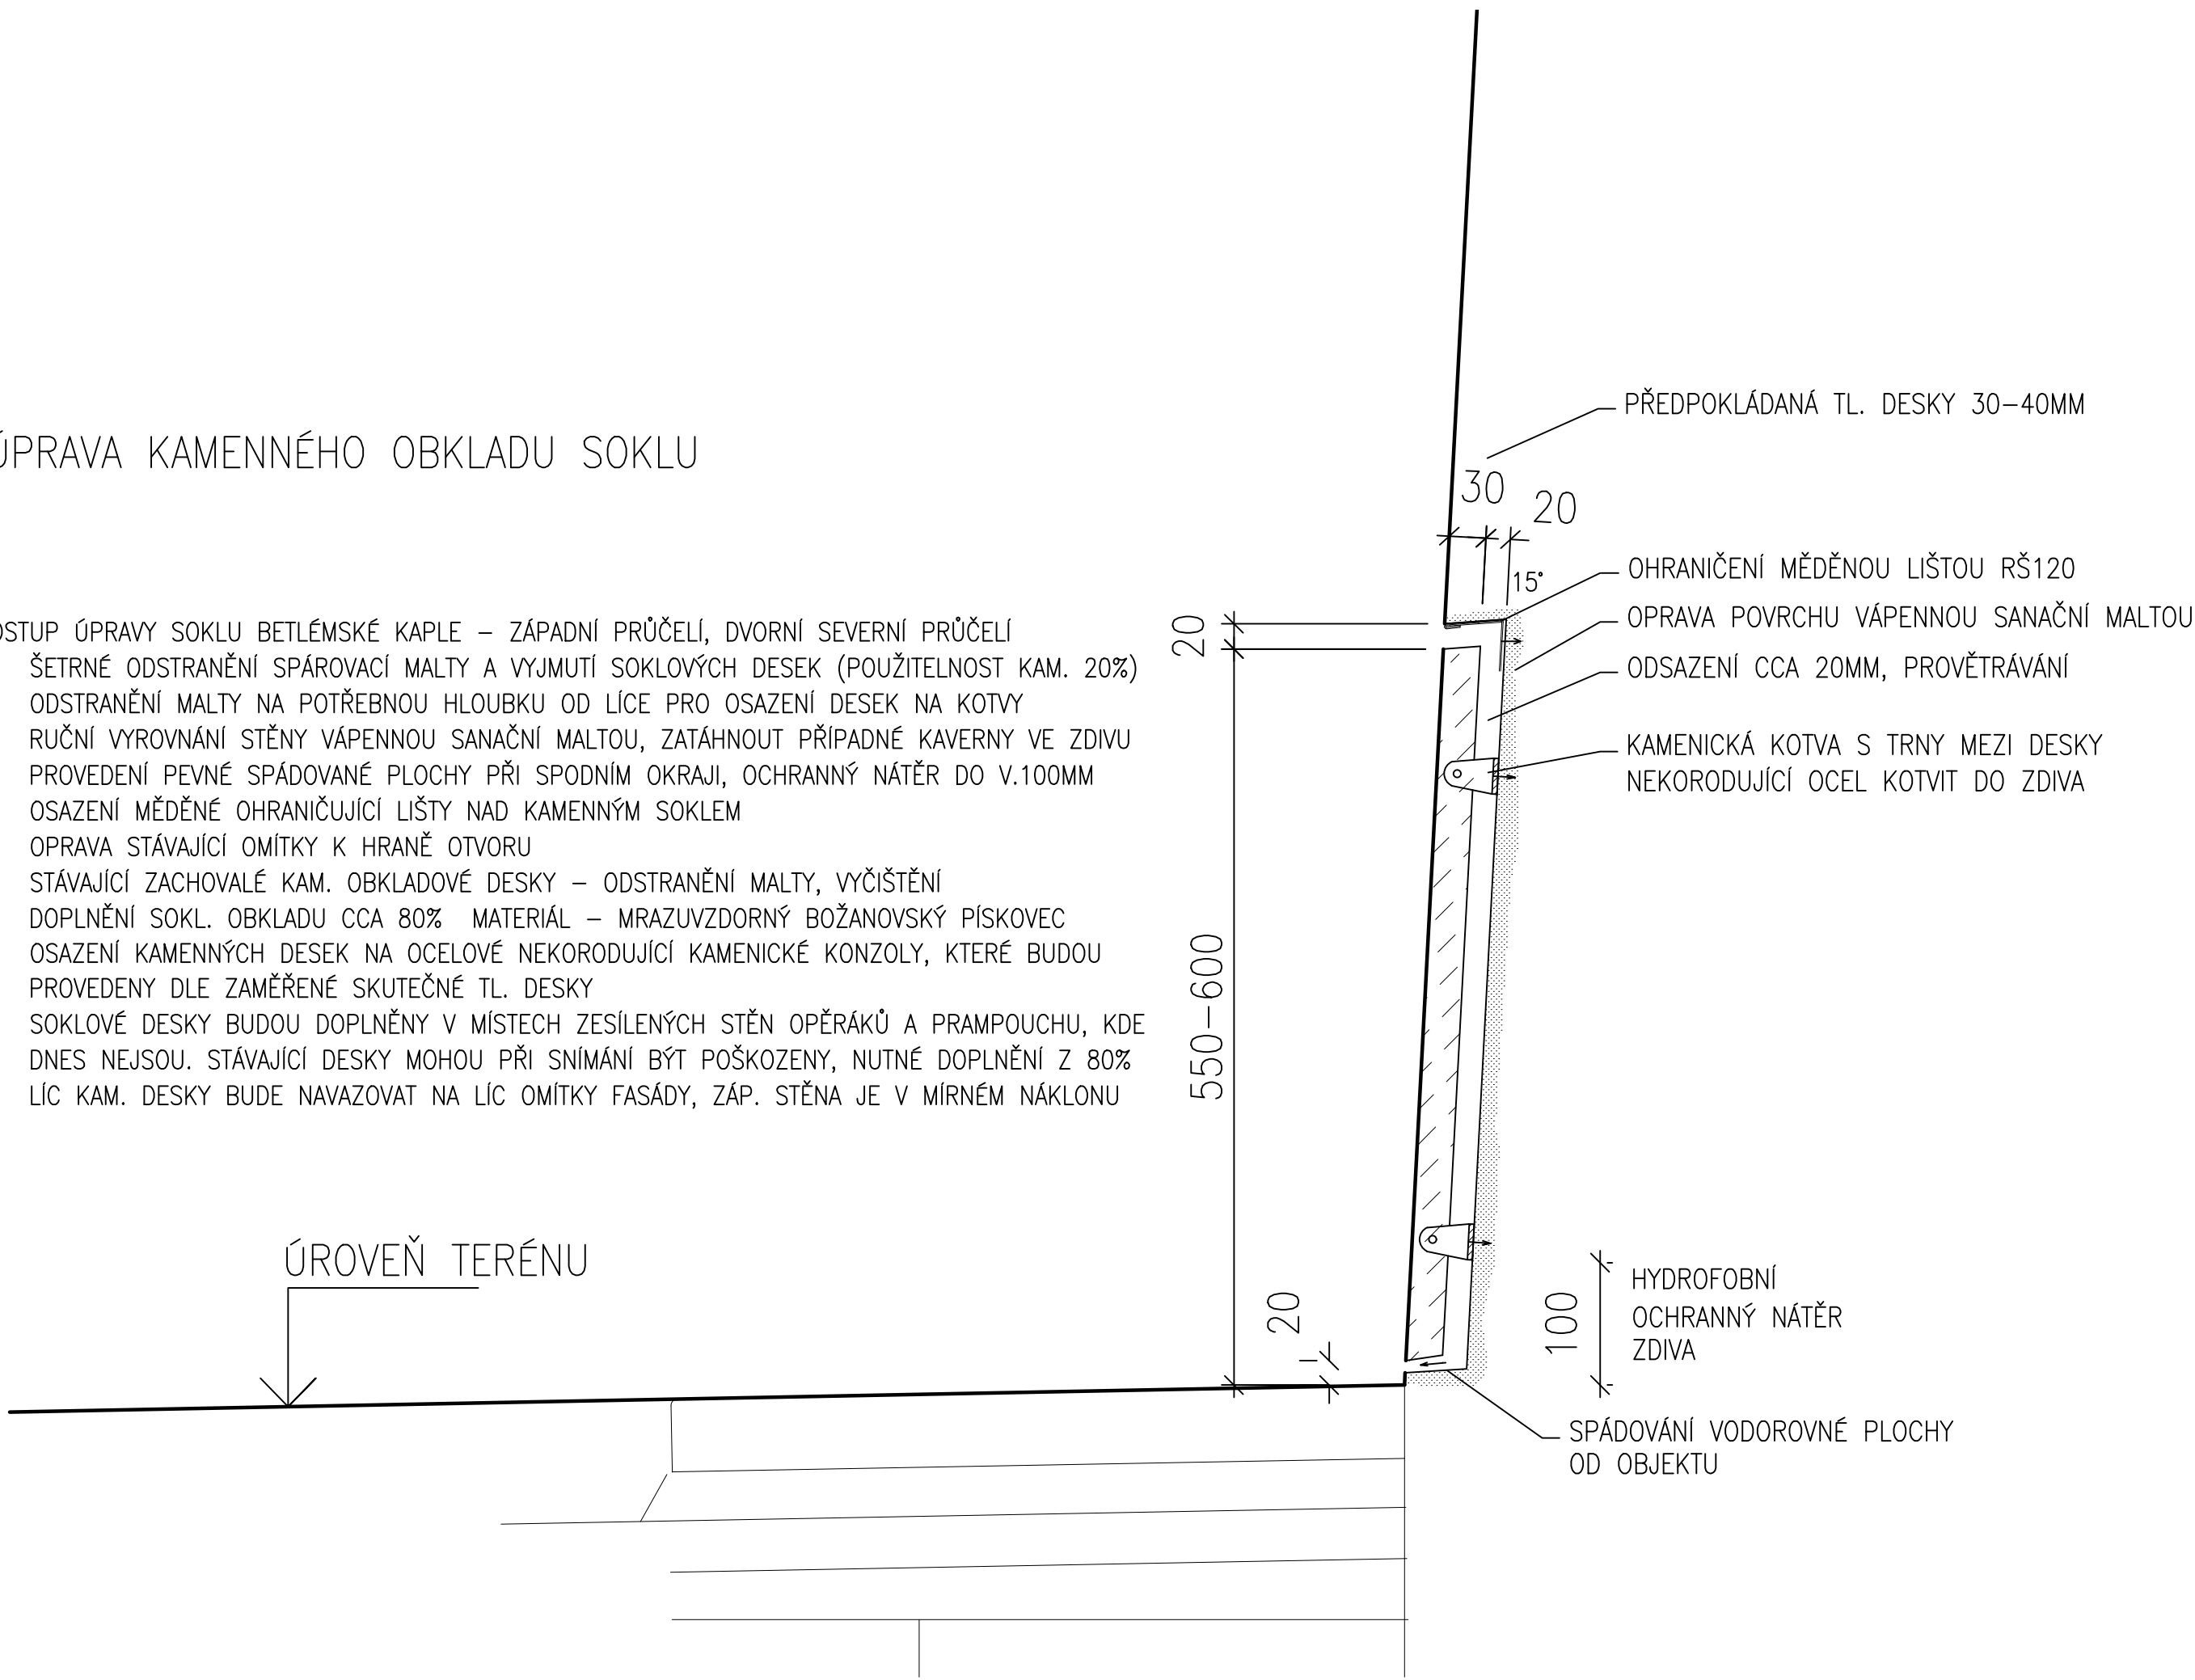 ÚPRAVA KAMENNÉHO OBKLADU SOKLU
OSTUP ÚPRAVY SOKLU BETLÉMSKÉ KAPLE – ZÁPADNÍ PRŮČELÍ, DVORNÍ SEVERNÍ PRŮČELÍ
ŠETRNÉ ODSTRANĚNÍ SPÁROVACÍ MALTY A VYJMUTÍ SOKLOVÝCH DESEK (POUŽITELNOST KAM. 20%)
ODSTRANĚNÍ MALTY NA POTŘEBNOU HLOUBKU OD LÍCE PRO OSAZENÍ DESEK NA KOTVY
RUČNÍ VYROVNÁNÍ STĚNY VÁPENNOU SANAČNÍ MALTOU, ZATÁHNOUT PŘÍPADNÉ KAVERNY VE ZDIVU
PROVEDENÍ PEVNÉ SPÁDOVANÉ PLOCHY PŘI SPODNÍM OKRAJI, OCHRANNÝ NÁTĚR DO V.100MM
OSAZENÍ MĚDĚNÉ OHRANIČUJÍCÍ LIŠTY NAD KAMENNÝM SOKLEM
OPRAVA STÁVAJÍCÍ OMÍTKY K HRANĚ OTVORU
STÁVAJÍCÍ ZACHOVALÉ KAM. OBKLADOVÉ DESKY – ODSTRANĚNÍ MALTY, VYČIŠTĚNÍ
DOPLNĚNÍ SOKL. OBKLADU CCA 80% MATERIÁL – MRAZUVZDORNÝ BOŽANOVSKÝ PÍSKOVEC
OSAZENÍ KAMENNÝCH DESEK NA OCELOVÉ NEKORODUJÍCÍ KAMENICKÉ KONZOLY, KTERÉ BUDOU
PROVEDENY DLE ZAMĚŘENÉ SKUTEČNÉ TL. DESKY
SOKLOVÉ DESKY BUDOU DOPLNĚNY V MÍSTECH ZESÍLENÝCH STĚN OPĚRÁKŮ A PRAMPOUCHU, KDE
DNES NEJSOU. STÁVAJÍCÍ DESKY MOHOU PŘI SNÍMÁNÍ BÝT POŠKOZENY, NUTNÉ DOPLNĚNÍ Z 80%
LÍC KAM. DESKY BUDE NAVAZOVAT NA LÍC OMÍTKY FASÁDY, ZÁP. STĚNA JE V MÍRNÉM NÁKLONU
ÚROVEŇ TERÉNU
20
550–600
20
30
20
15°
PŘEDPOKLÁDANÁ TL. DESKY 30–40MM
OHRANIČENÍ MĚDĚNOU LIŠTOU RŠ120
OPRAVA POVRCHU VÁPENNOU SANAČNÍ MALTOU
ODSAZENÍ CCA 20MM, PROVĚTRÁVÁNÍ
KAMENICKÁ KOTVA S TRNY MEZI DESKY
NEKORODUJÍCÍ OCEL KOTVIT DO ZDIVA
100
HYDROFOBNÍ
OCHRANNÝ NÁTĚR
ZDIVA
SPÁDOVÁNÍ VODOROVNÉ PLOCHY
OD OBJEKTU